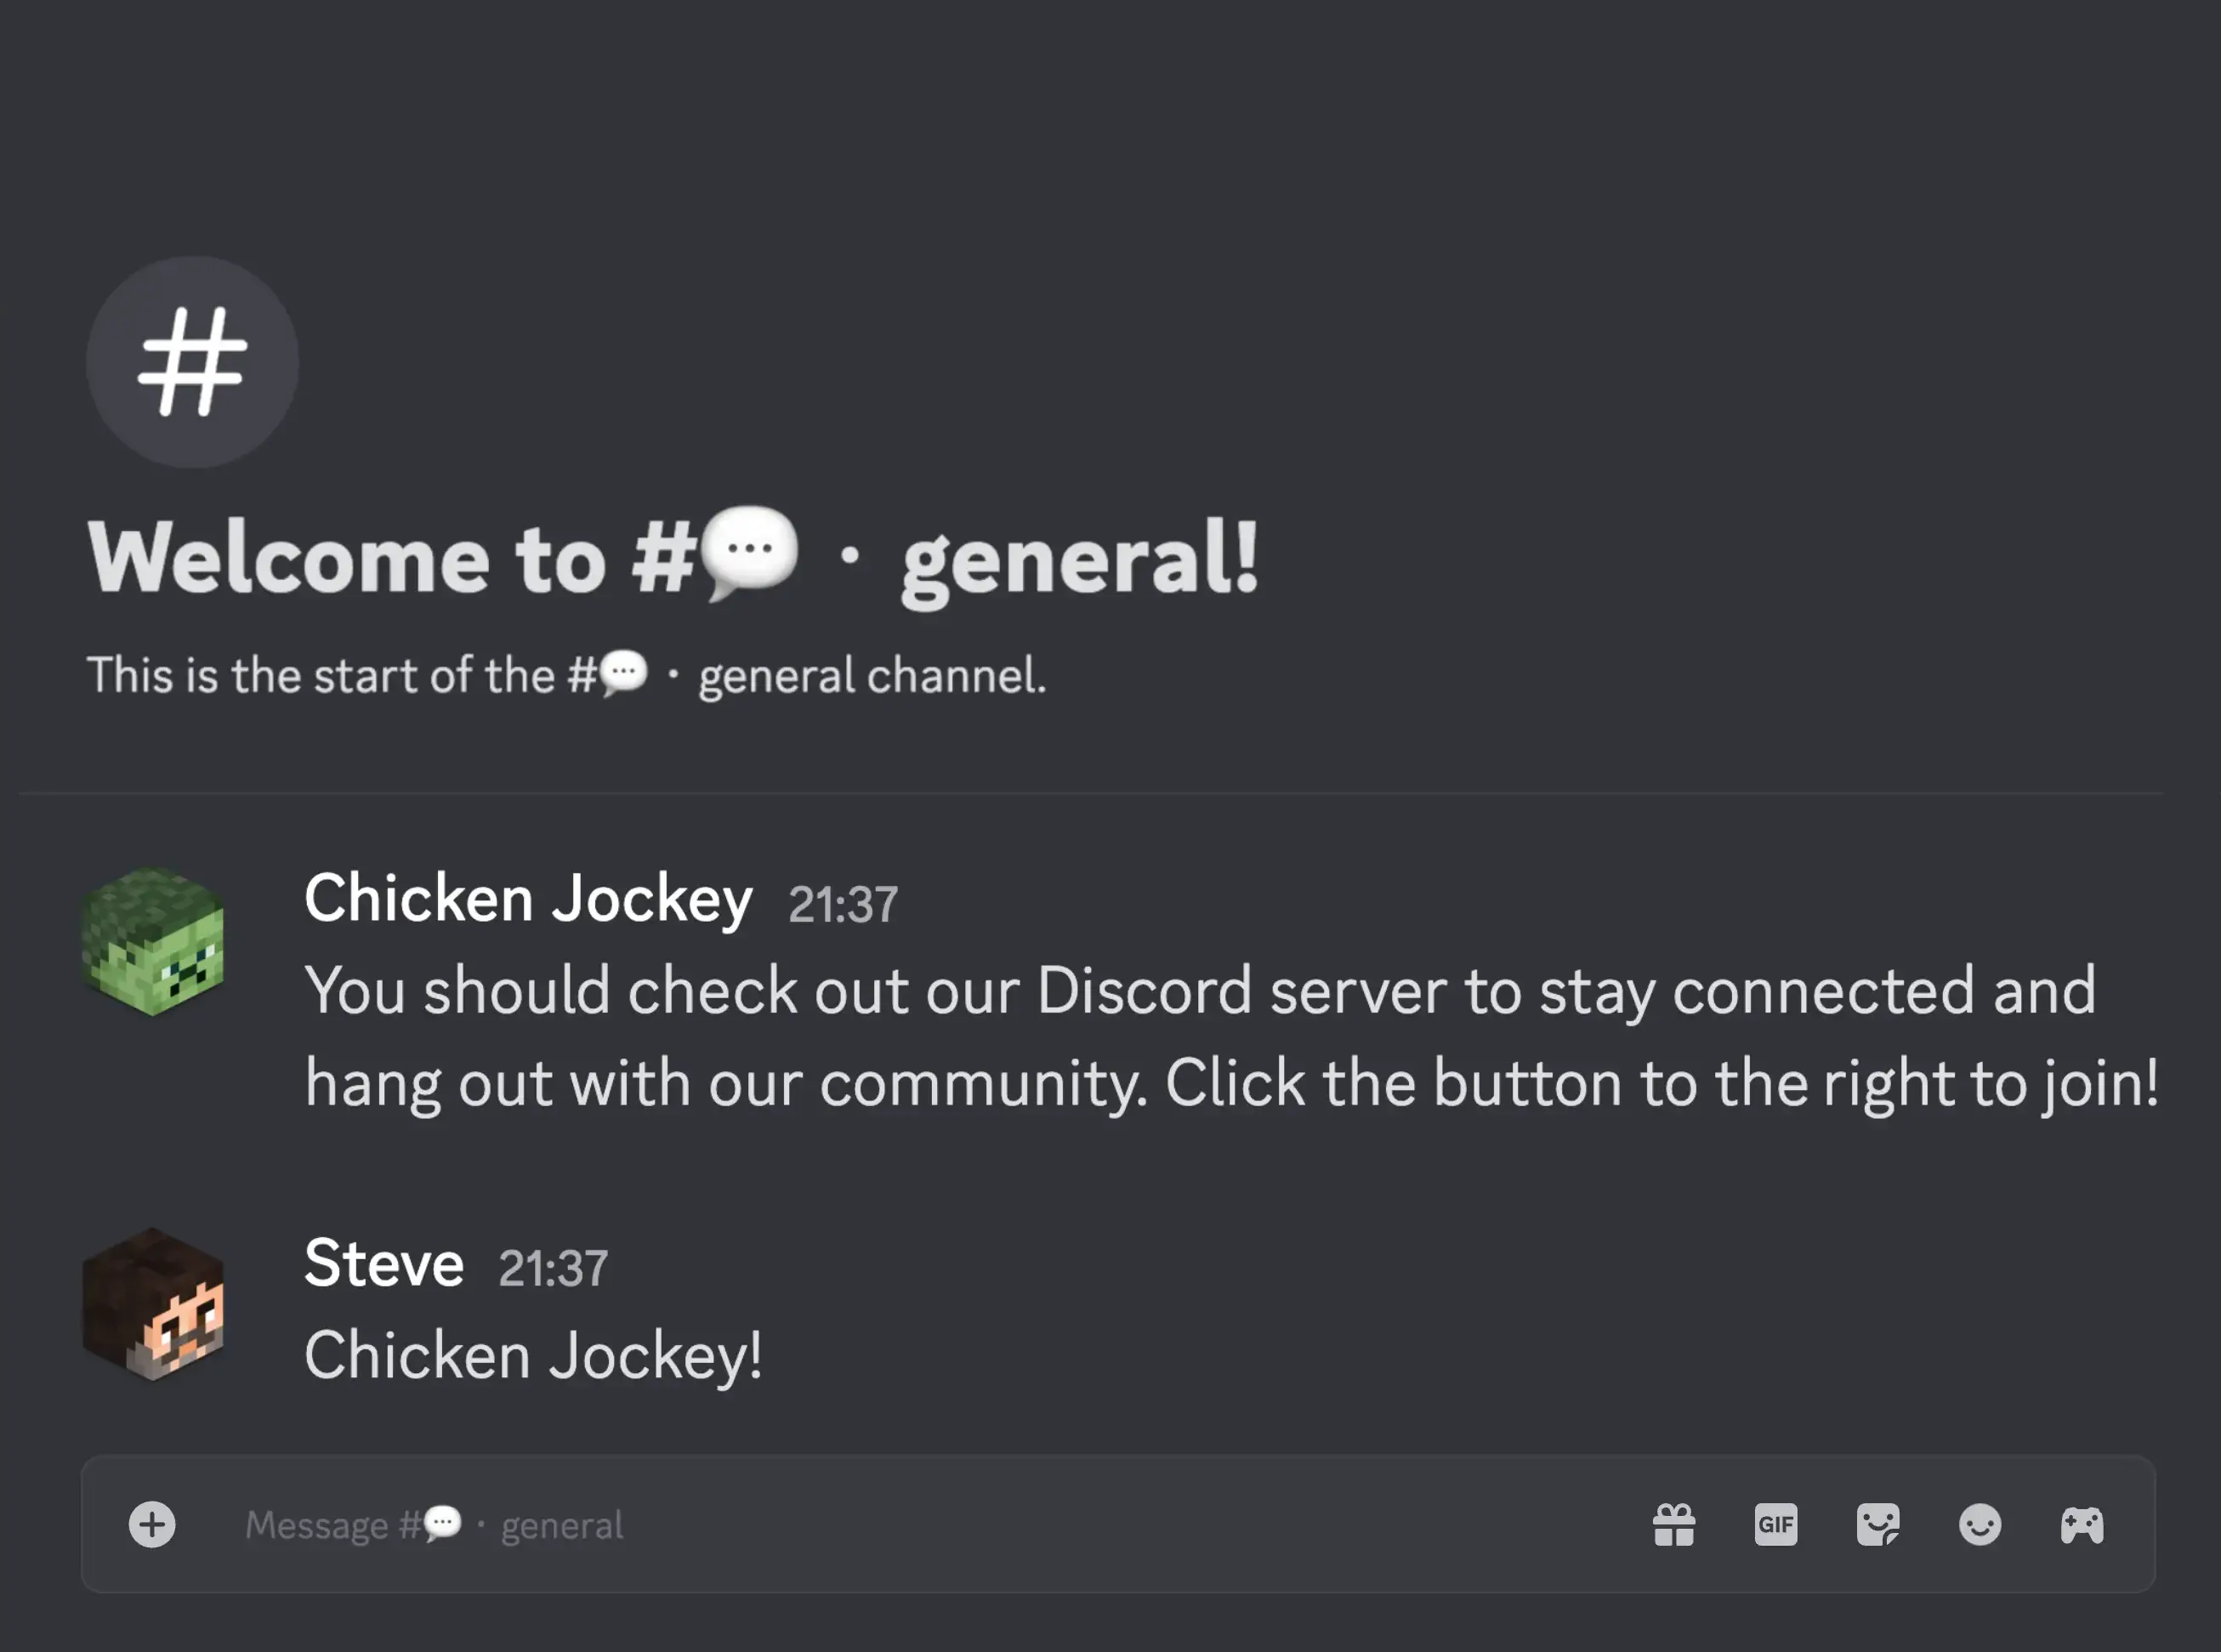 #
Welcome to #💬 · general!
This is the start of the #💬 · general channel.
Chicken Jockey 21:37
You should check out our Discord server to stay connected and
hang out with our community. Click the button to the right to join!
Steve 21:37
Chicken Jockey!
Message #💬 · general GIF